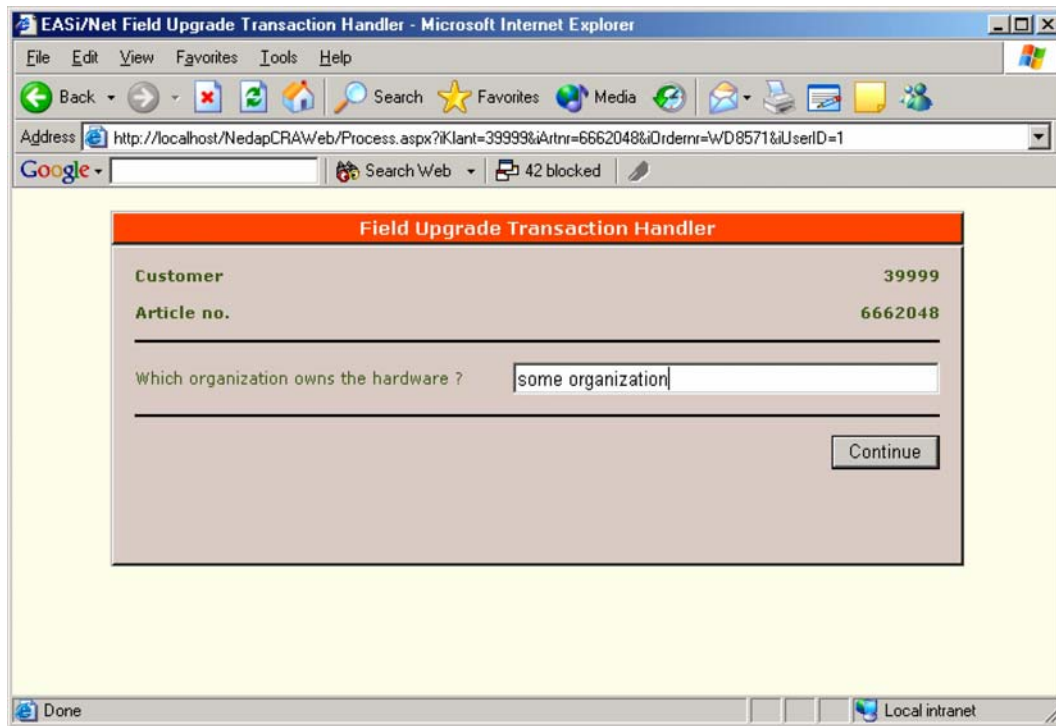 EASi/Net Field Upgrade Transaction Handler - Microsoft Internet Explorer
File Edit View Favorites Tools Help
Back Search Favorites Media
Address http://localhost/NedapCRAWeb/Process.aspx?iKlant=39999&iArtnr=6662048&iOrdernr=WD8571&iUserID=1
Google Search Web 42 blocked
Field Upgrade Transaction Handler
Customer 39999
Article no. 6662048
Which organization owns the hardware ? some organization
Continue
Done Local intranet